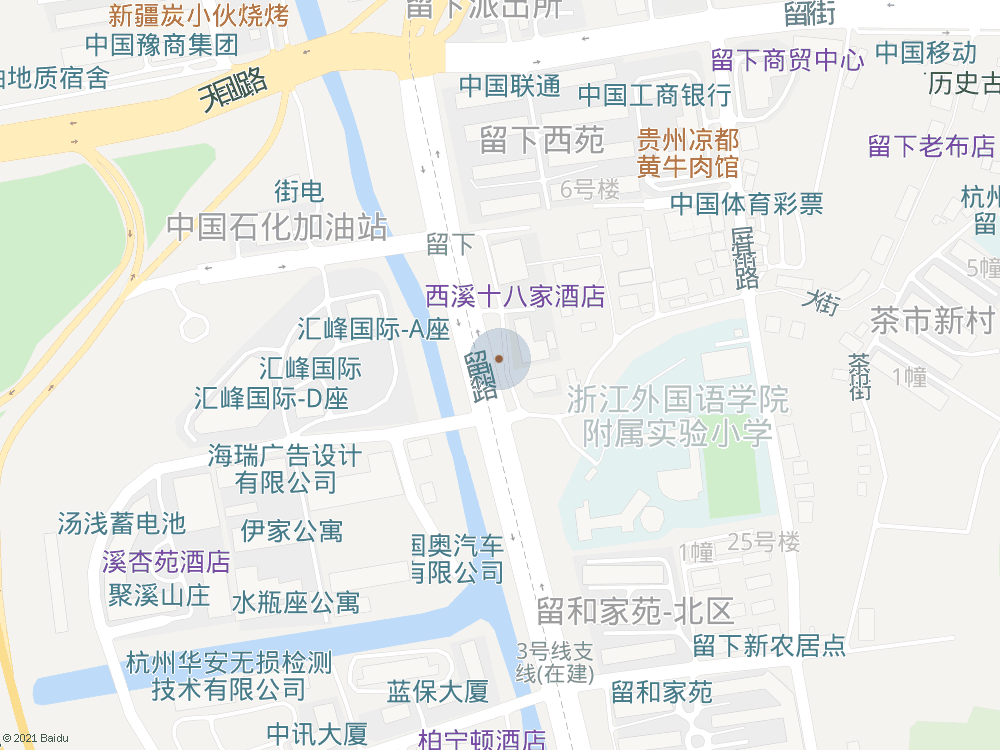 新疆炭小伙烧烤
留下派出所
留下街
中国豫商集团
留下商贸中心
中国移动
地质宿舍
天目山路
中国联通
中国工商银行
历史古
留下西苑
贵州凉都
黄牛肉馆
留下老布店
街电
6号楼
中国体育彩票
杭州
留
中国石化加油站
留下
屏基路
5幢
西溪十八家酒店
大街
茶市新村
汇峰国际-A座
留和路
汇峰国际
茶市街
1幢
汇峰国际-D座
浙江外国语学院
附属实验小学
海瑞广告设计
有限公司
汤浅蓄电池
伊家公寓
国奥汽车
有限公司
25号楼
1幢
溪杏苑酒店
聚溪山庄
水瓶座公寓
留和家苑-北区
3号线支
线(在建)
留下新农居点
杭州华安无损检测
技术有限公司
蓝保大厦
留和家苑
中讯大厦
柏宁顿酒店
© 2021 Baidu